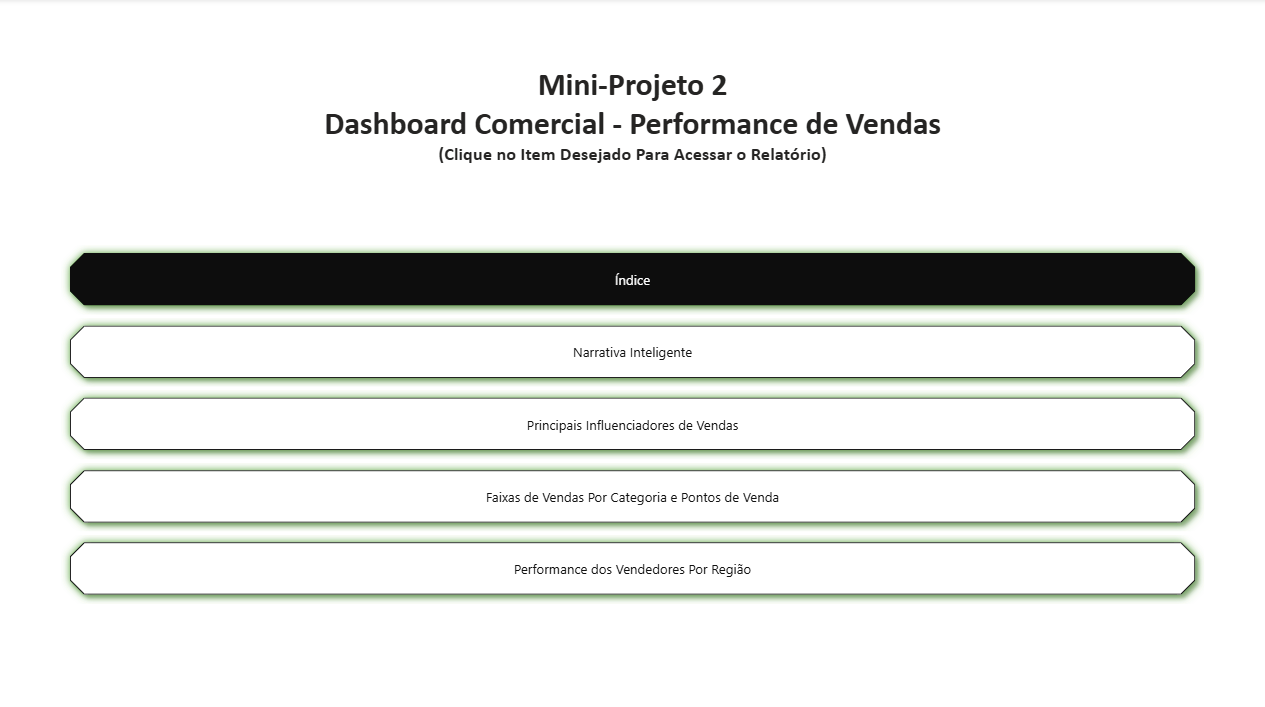 Mini-Projeto 2
Dashboard Comercial - Performance de Vendas
(Clique no Item Desejado Para Acessar o Relatório)
Índice
Narrativa Inteligente
Principais Influenciadores de Vendas
Faixas de Vendas Por Categoria e Pontos de Venda
Performance dos Vendedores Por Região